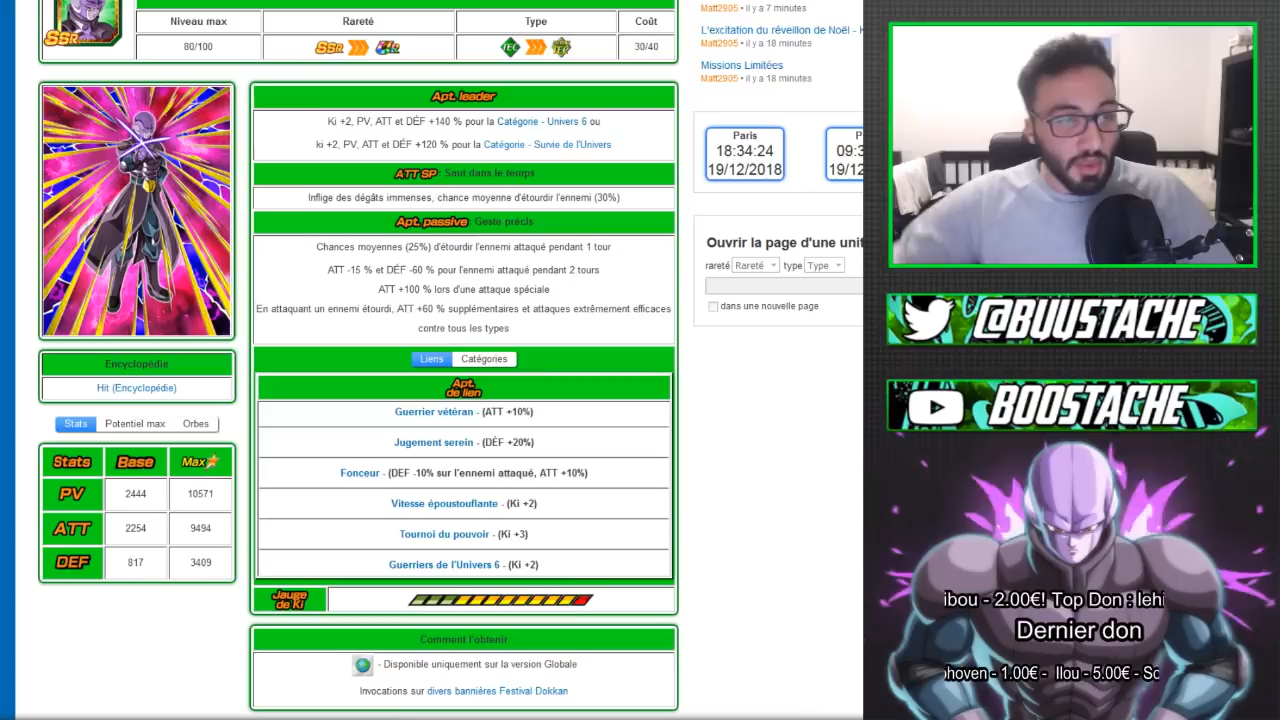 Niveau max Rareté Type Coût
80/100 SSR UR TEC TEC 30/40
SSR
Apt. leader
Ki +2, PV, ATT et DÉF +140 % pour la Catégorie - Univers 6 ou
ki +2, PV, ATT et DÉF +120 % pour la Catégorie - Survie de l'Univers
ATT SP: Saut dans le temps
Inflige des dégâts immenses, chance moyenne d'étourdir l'ennemi (30%)
Apt. passive: Geste précis
Chances moyennes (25%) d'étourdir l'ennemi attaqué pendant 1 tour
ATT -15 % et DÉF -60 % pour l'ennemi attaqué pendant 2 tours
ATT +100 % lors d'une attaque spéciale
En attaquant un ennemi étourdi, ATT +60 % supplémentaires et attaques extrêmement efficaces
contre tous les types
Liens Catégories
Apt.
de lien
Guerrier vétéran - (ATT +10%)
Jugement serein - (DÉF +20%)
Fonceur - (DEF -10% sur l'ennemi attaqué, ATT +10%)
Vitesse époustouflante - (Ki +2)
Tournoi du pouvoir - (Ki +3)
Guerriers de l'Univers 6 - (Ki +2)
Jauge
de Ki
Comment l'obtenir
- Disponible uniquement sur la version Globale
Invocations sur divers bannières Festival Dokkan
Encyclopédie
Hit (Encyclopédie)
Stats Potentiel max Orbes
Stats Base Max
PV 2444 10571
ATT 2254 9494
DEF 817 3409
Matt2905 • il y a 7 minutes
L'excitation du réveillon de Noël - 
Matt2905 • il y a 18 minutes
Missions Limitées
Matt2905 • il y a 18 minutes
Paris
18:34:24
19/12/2018
P
09:3
19/12
Ouvrir la page d'une unit
rareté Rareté type Type
dans une nouvelle page
@BUUSTACHE
BOOSTACHE
ibou - 2.00€! Top Don : lehi
Dernier don
hoven - 1.00€ - Ilou - 5.00€ - Sc